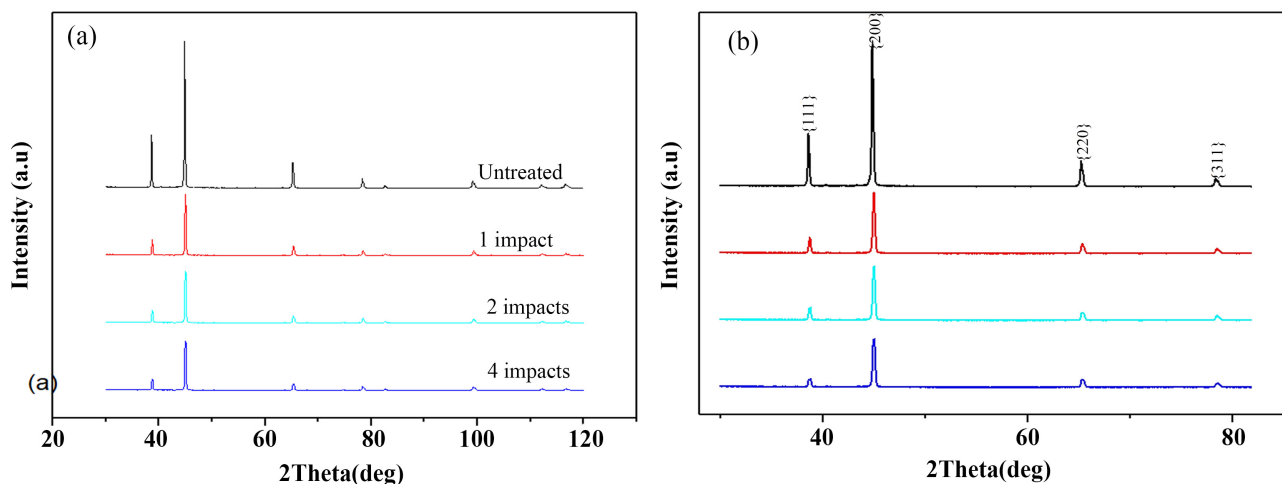 (a)
Untreated
1 impact
2 impacts
4 impacts
(a)
Intensity (a.u)
20
40
60
80
100
120
2Theta(deg)
(b)
{111}
{200}
{220}
{311}
Intensity (a.u)
40
60
80
2Theta(deg)